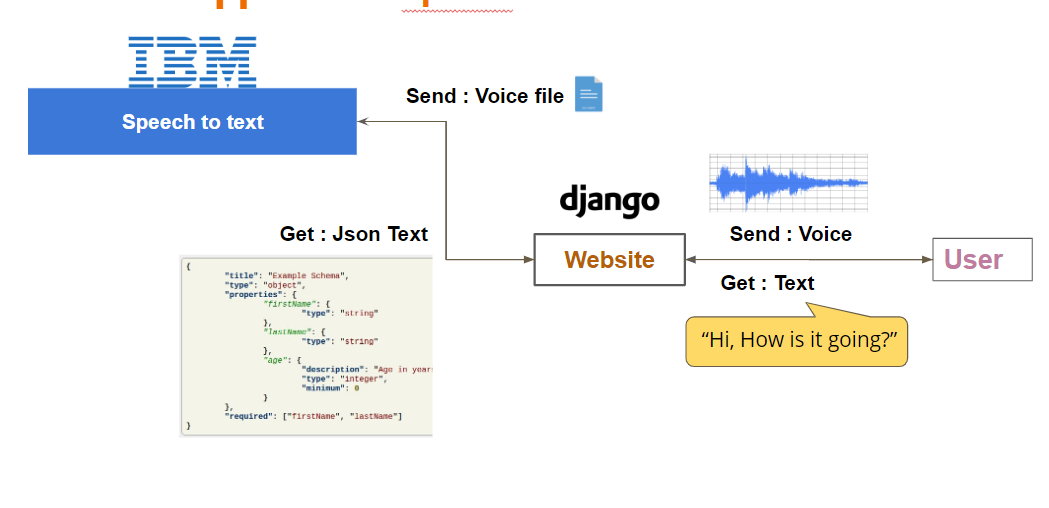 IBM
Speech to text
Send : Voice file
django
Send : Voice
Get : Json Text
Website
User
Get : Text
“Hi, How is it going?”
{
"title": "Example Schema",
"type": "object",
"properties": {
"firstName": {
"type": "string"
},
"lastName": {
"type": "string"
},
"age": {
"description": "Age in year
"type": "integer",
"minimum": 0
}
},
"required": ["firstName", "lastName"]
}